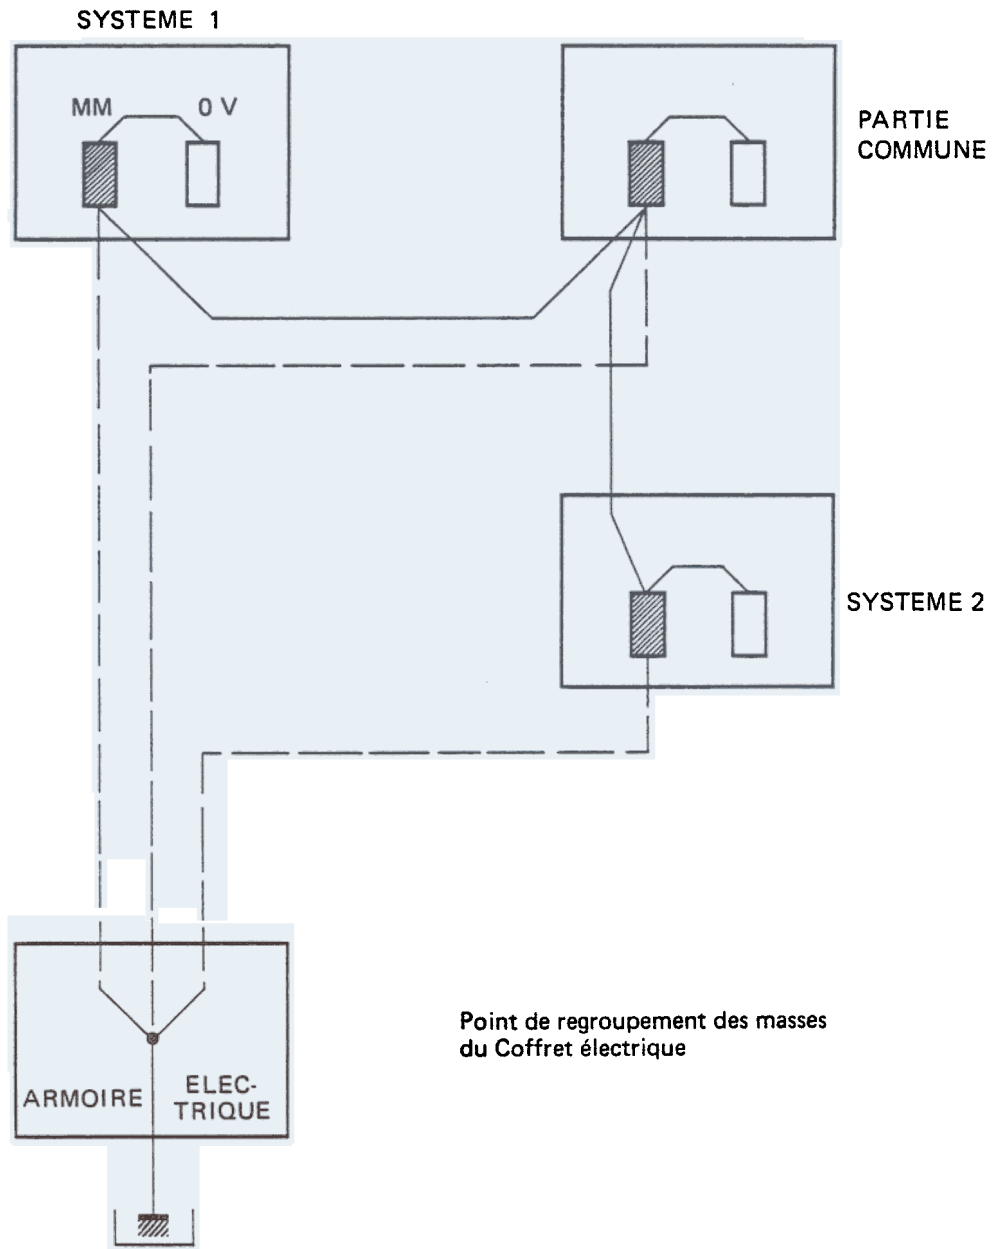 SYSTEME 1
MM
0 V
PARTIE
COMMUNE
SYSTEME 2
Point de regroupement des masses
du Coffret électrique
ARMOIRE
ELEC-
TRIQUE